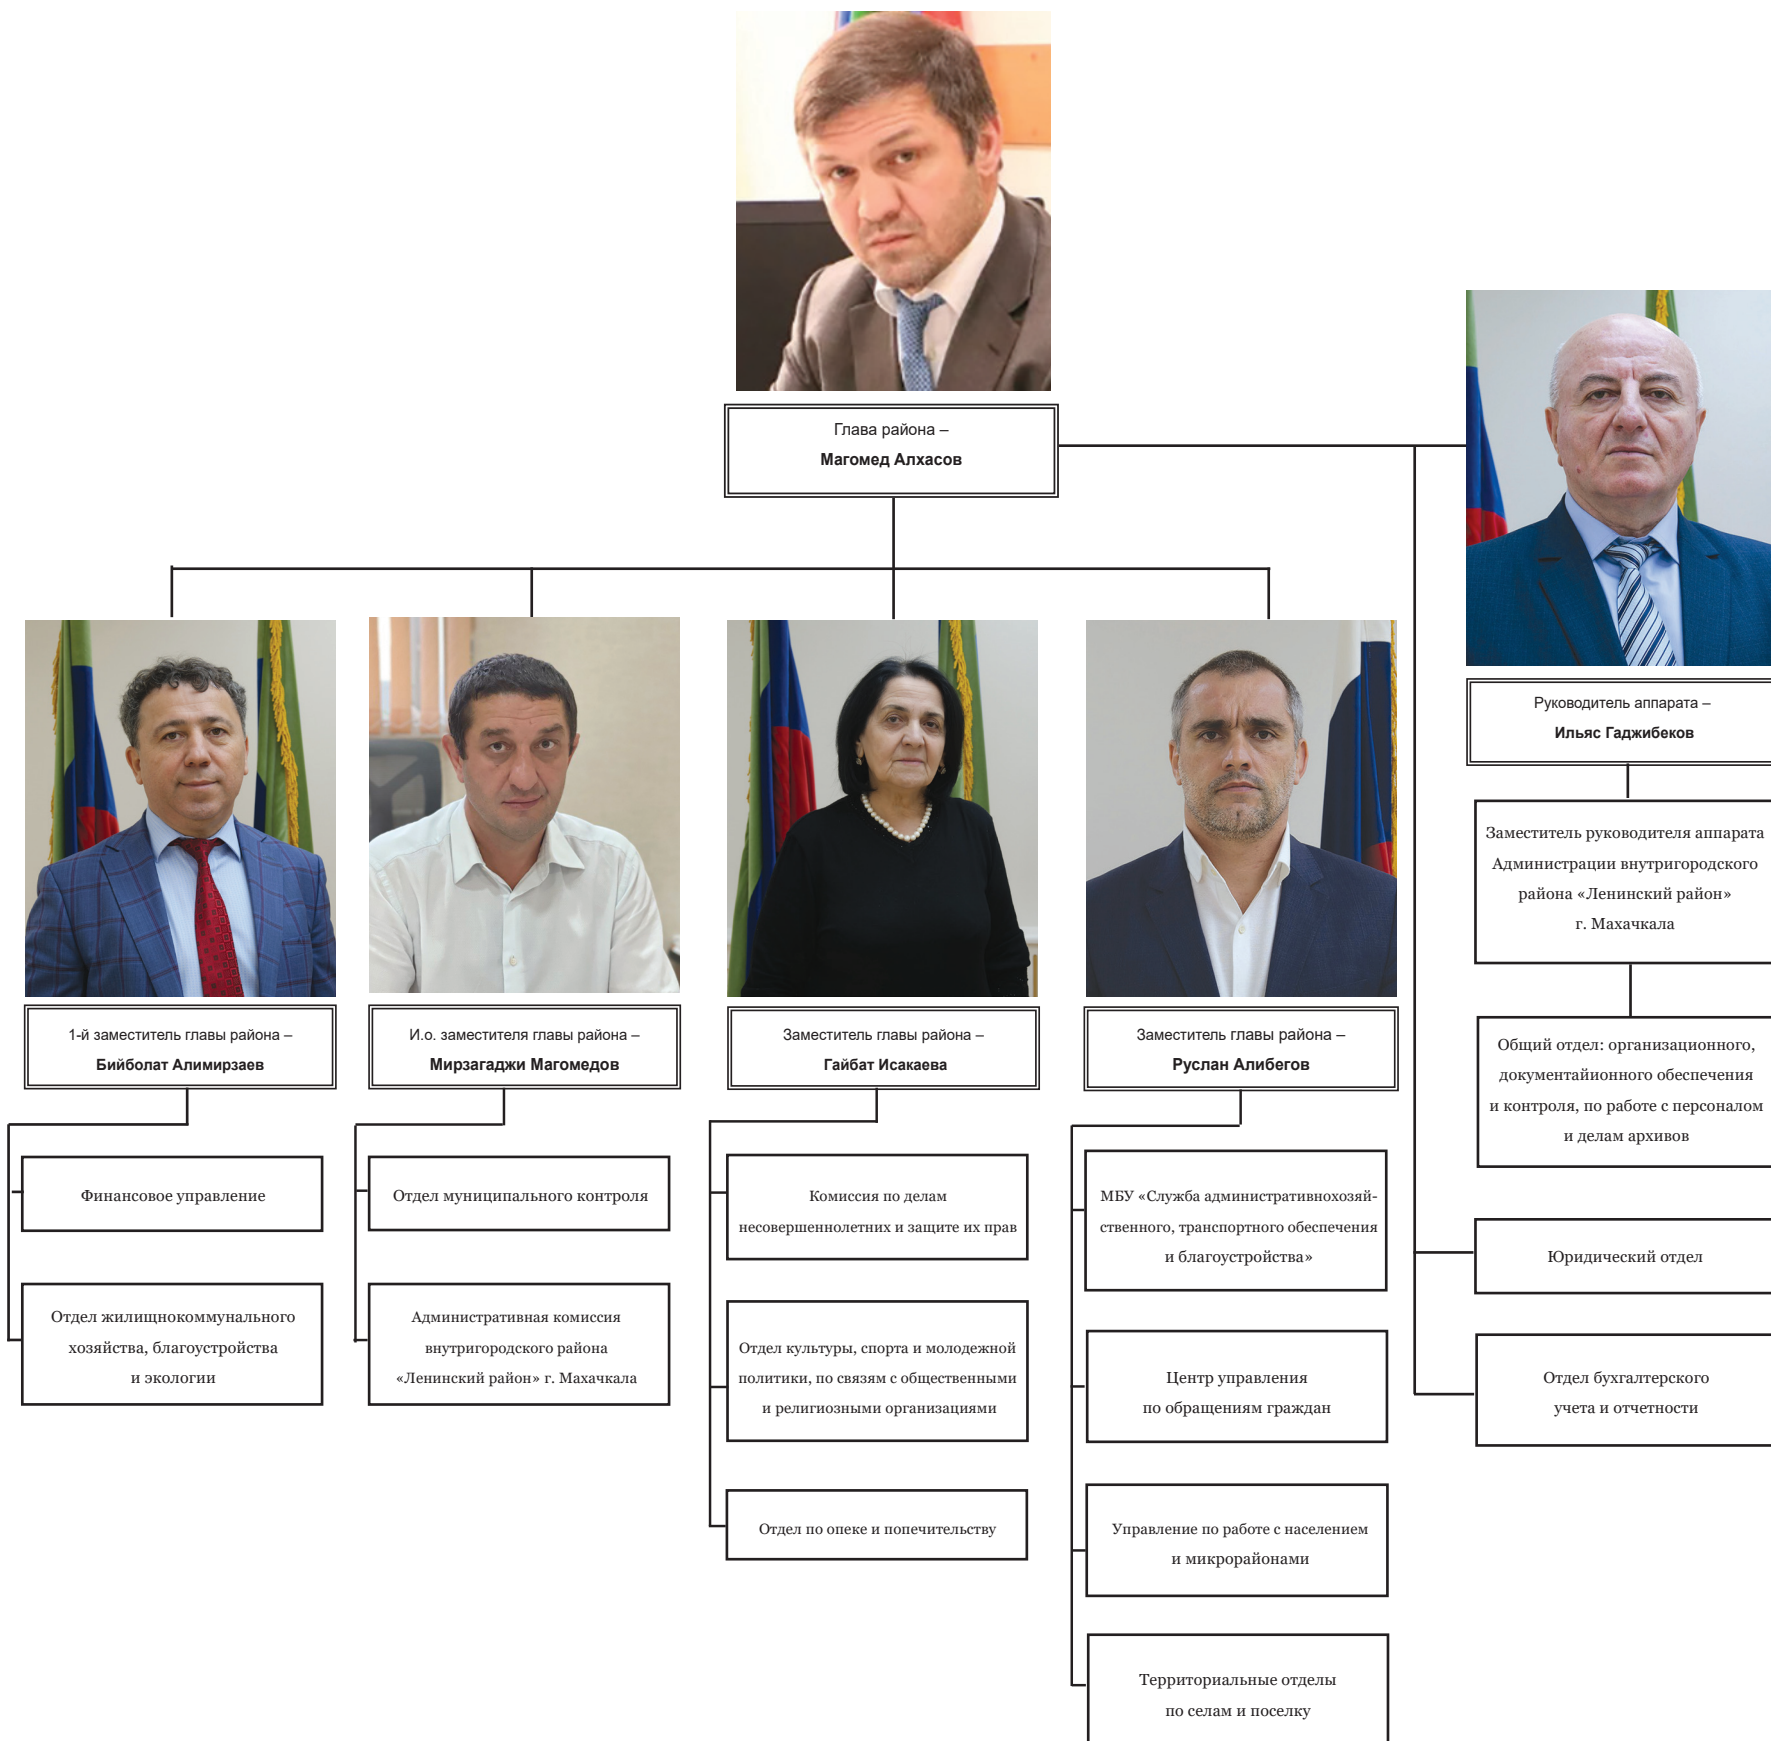 Глава района –
Магомед Алхасов
Руководитель аппарата –
Ильяс Гаджибеков
Заместитель руководителя аппарата
Администрации внутригородского
района «Ленинский район»
г. Махачкала
Общий отдел: организационного,
документайионного обеспечения
и контроля, по работе с персоналом
и делам архивов
Юридический отдел
Отдел бухгалтерского
учета и отчетности
1-й заместитель главы района –
Бийболат Алимирзаев
Финансовое управление
Отдел жилищнокоммунального
хозяйства, благоустройства
и экологии
И.о. заместителя главы района –
Мирзагаджи Магомедов
Отдел муниципального контроля
Административная комиссия
внутригородского района
«Ленинский район» г. Махачкала
Заместитель главы района –
Гайбат Исакаева
Комиссия по делам
несовершеннолетних и защите их прав
Отдел культуры, спорта и молодежной
политики, по связям с общественными
и религиозными организациями
Отдел по опеке и попечительству
Заместитель главы района –
Руслан Алибегов
МБУ «Служба административнохозяй-
ственного, транспортного обеспечения
и благоустройства»
Центр управления
по обращениям граждан
Управление по работе с населением
и микрорайонами
Территориальные отделы
по селам и поселку